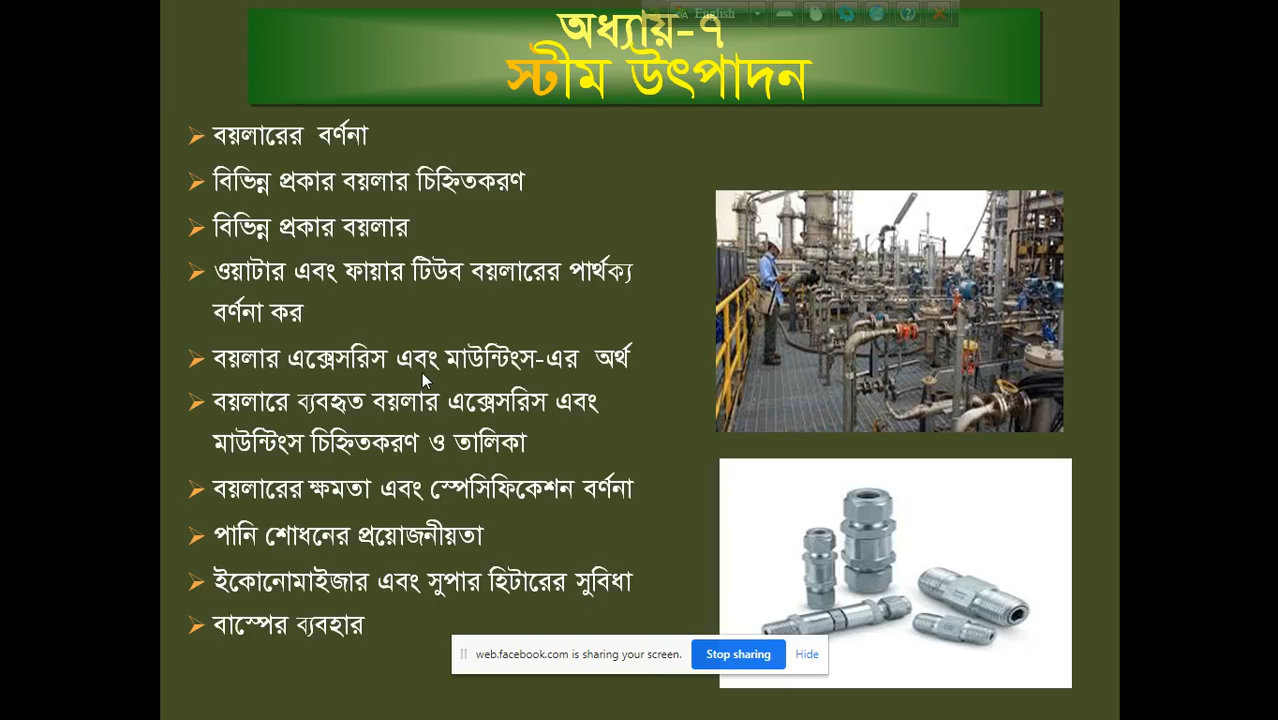 English
অধ্যায়-৭
স্টীম উৎপাদন
বয়লারের বর্ণনা
বিভিন্ন প্রকার বয়লার চিহ্নিতকরণ
বিভিন্ন প্রকার বয়লার
ওয়াটার এবং ফায়ার টিউব বয়লারের পার্থক্য
বর্ণনা কর
বয়লার এক্সেসরিস এবং মাউন্টিংস-এর অর্থ
বয়লারে ব্যবহৃত বয়লার এক্সেসরিস এবং
মাউন্টিংস চিহ্নিতকরণ ও তালিকা
বয়লারের ক্ষমতা এবং স্পেসিফিকেশন বর্ণনা
পানি শোধনের প্রয়োজনীয়তা
ইকোনোমাইজার এবং সুপার হিটারের সুবিধা
বাস্পের ব্যবহার
web.facebook.com is sharing your screen.
Stop sharing
Hide